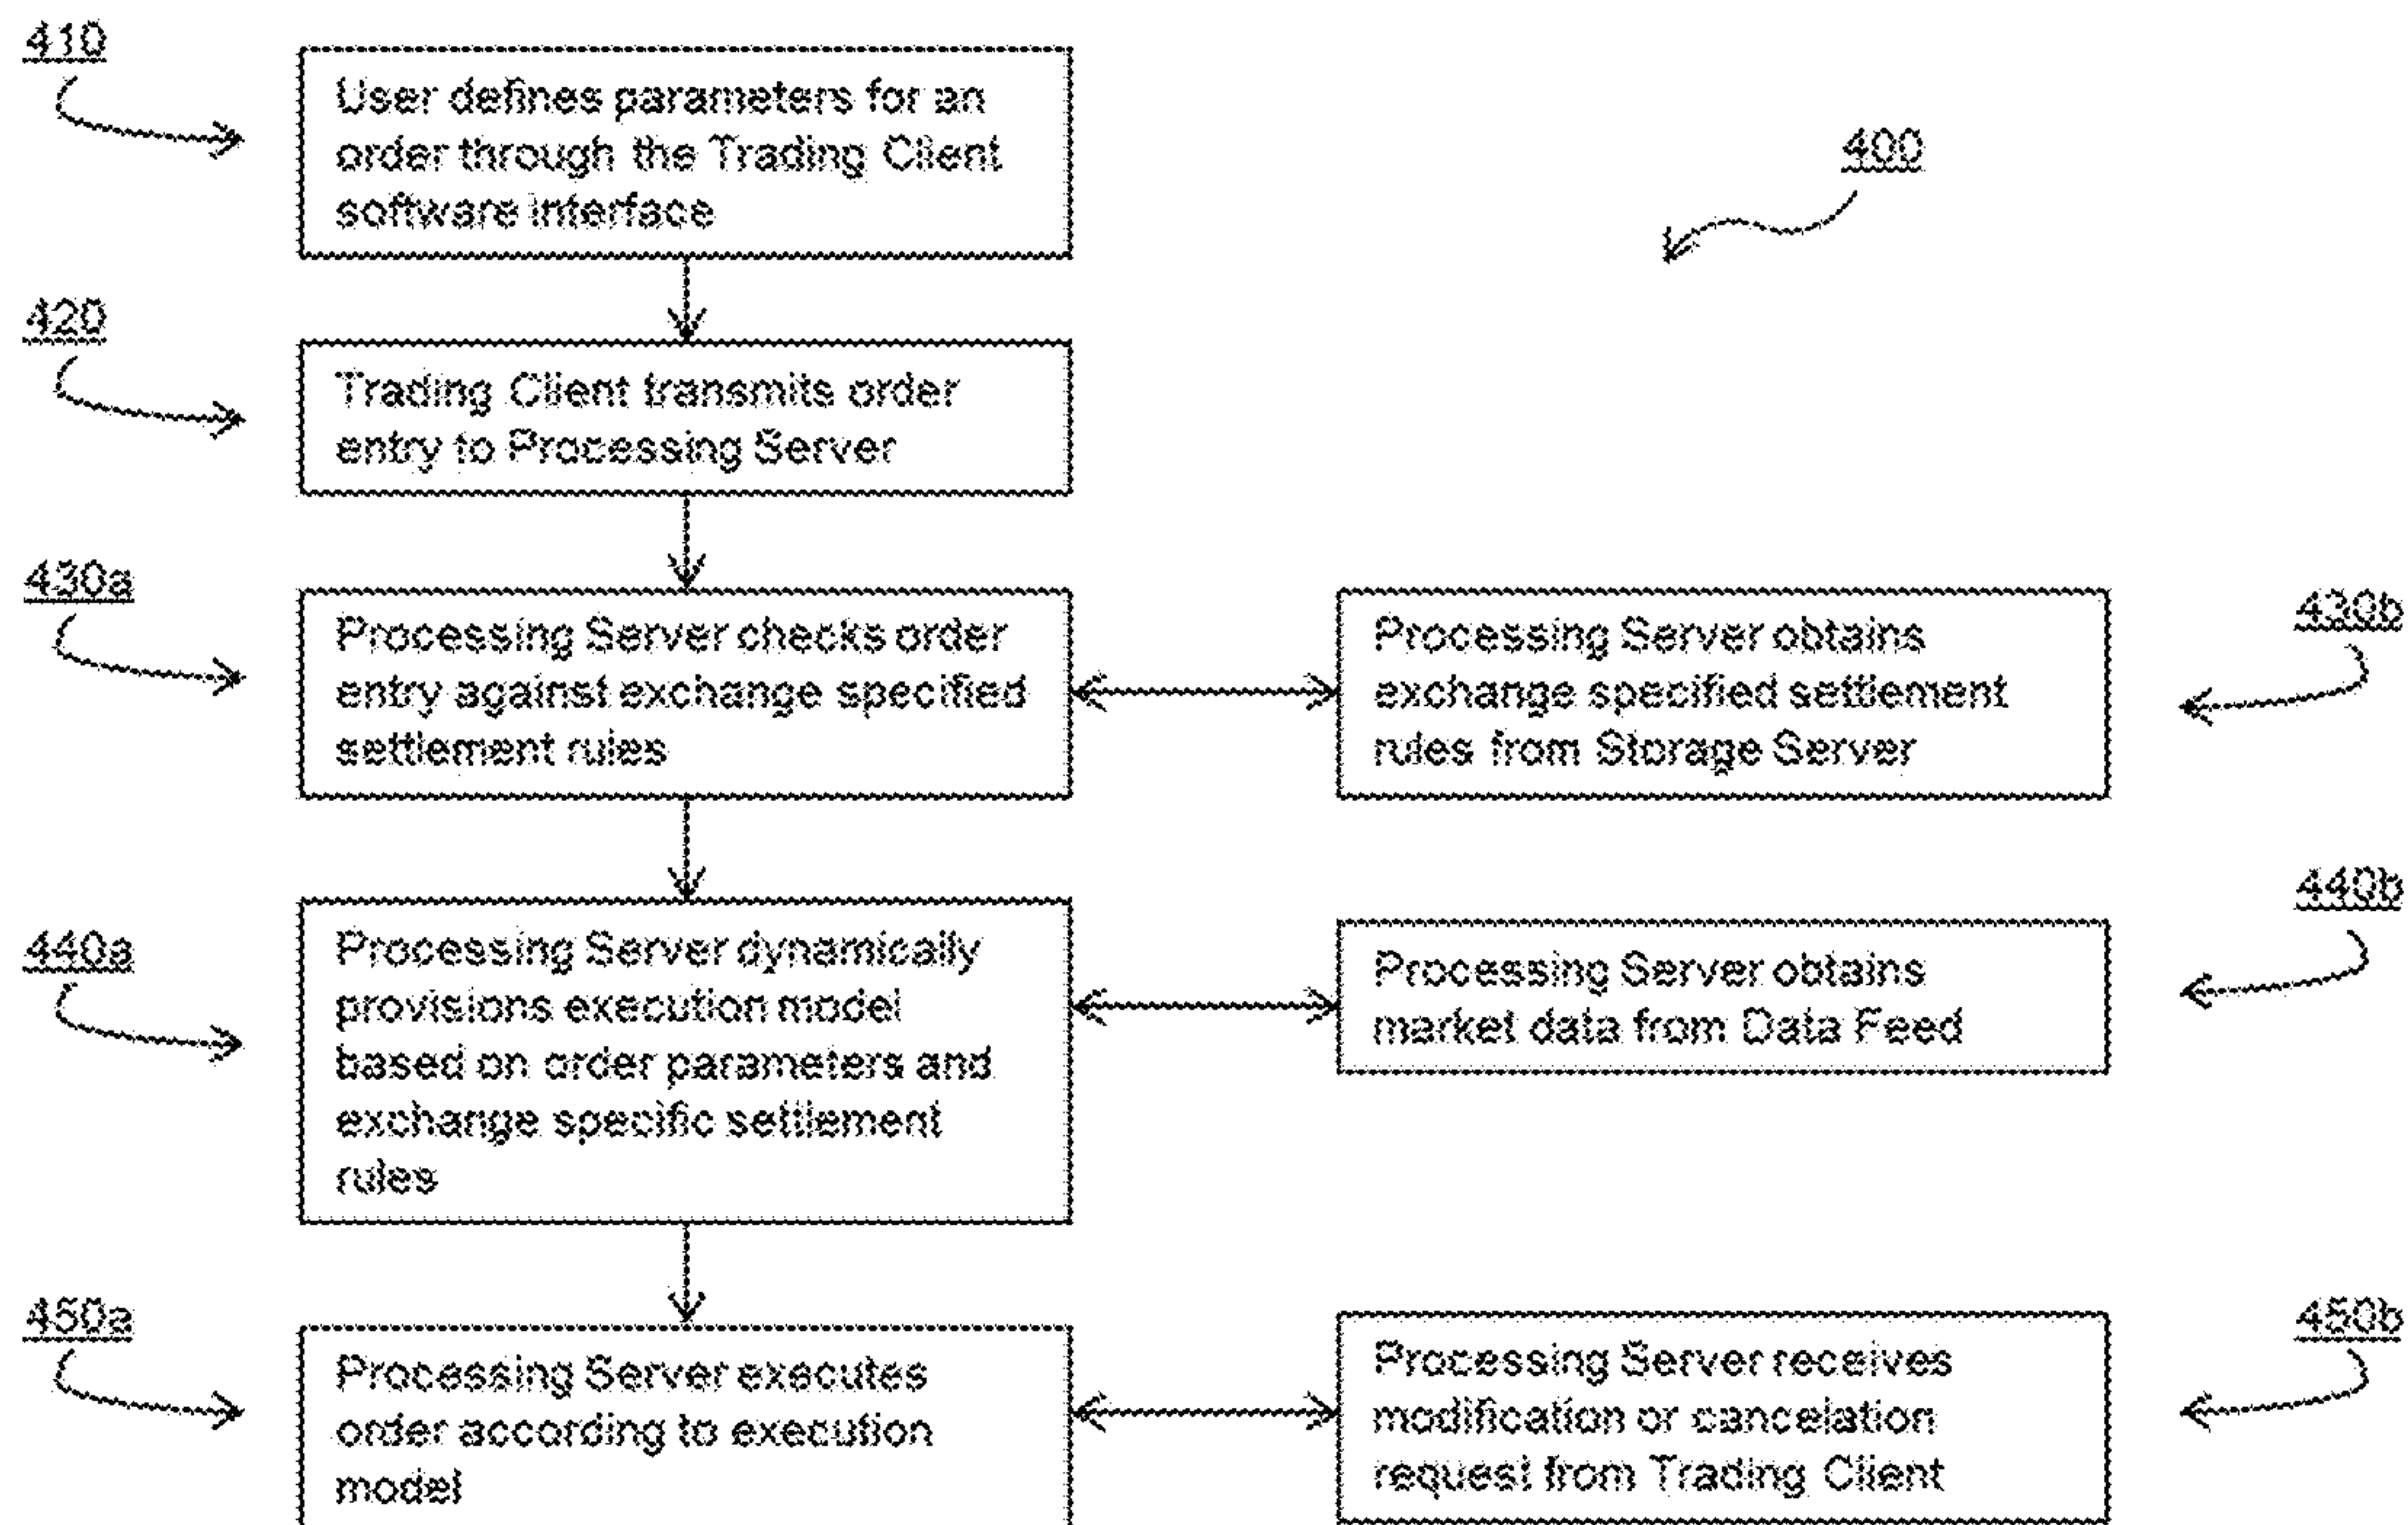 410
User defines parameters for an
order through the Trading Client
software interface
400
420
Trading Client transmits order
entry to Processing Server
430a
Processing Server checks order
entry against exchange specified
settlement rules
430b
Processing Server obtains
exchange specified settlement
rules from Storage Server
440a
Processing Server dynamically
provisions execution model
based on order parameters and
exchange specific settlement
rules
440b
Processing Server obtains
market data from Data Feed
450a
Processing Server executes
order according to execution
model
450b
Processing Server receives
modification or cancelation
request from Trading Client